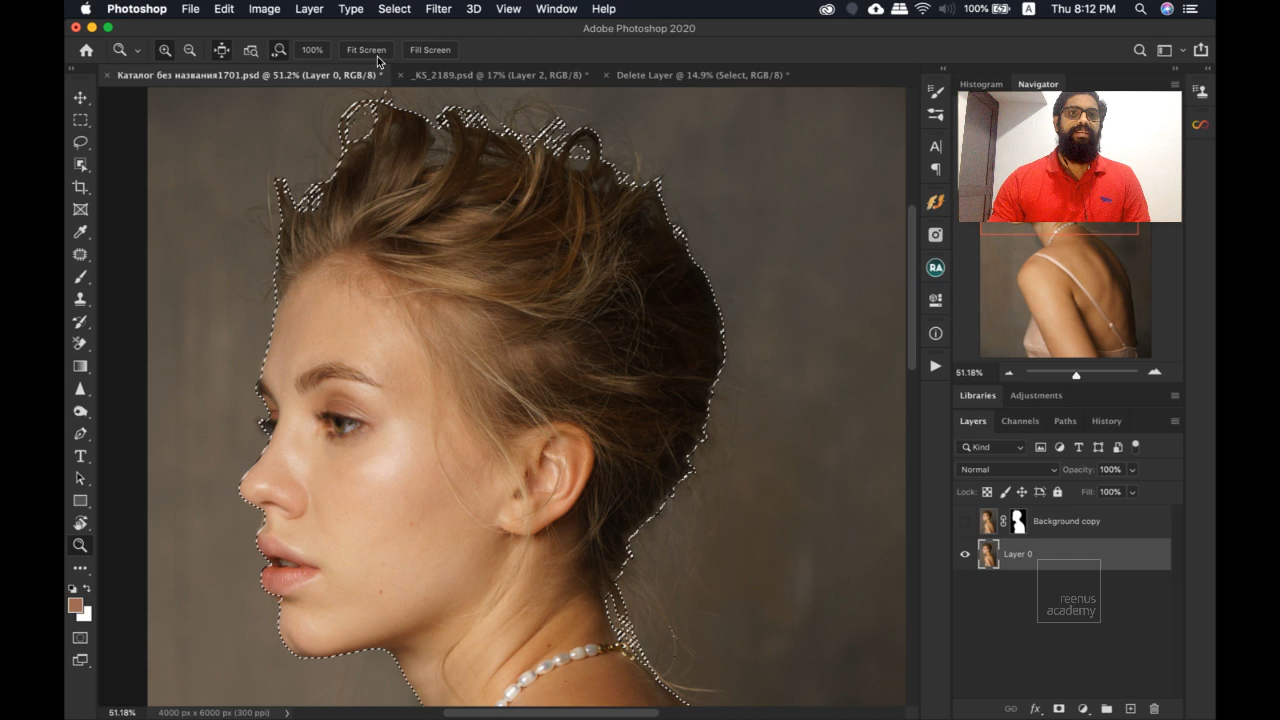 Photoshop File Edit Image Layer Type Select Filter 3D View Window Help 100% A Thu 8:12 PM
Adobe Photoshop 2020
100% Fit Screen Fill Screen
Каталог без названия1701.psd @ 51.2% (Layer 0, RGB/8) *
_KS_2189.psd @ 17% (Layer 2, RGB/8) *
Delete Layer @ 14.9% (Select, RGB/8) *
Histogram Navigator
A
RA
51.18%
Libraries Adjustments
Layers Channels Paths History
Kind T
Normal Opacity: 100%
Lock: Fill: 100%
Background copy
Layer 0
reenus
academy
T
51.18% 4000 px x 6000 px (300 ppi)
fx